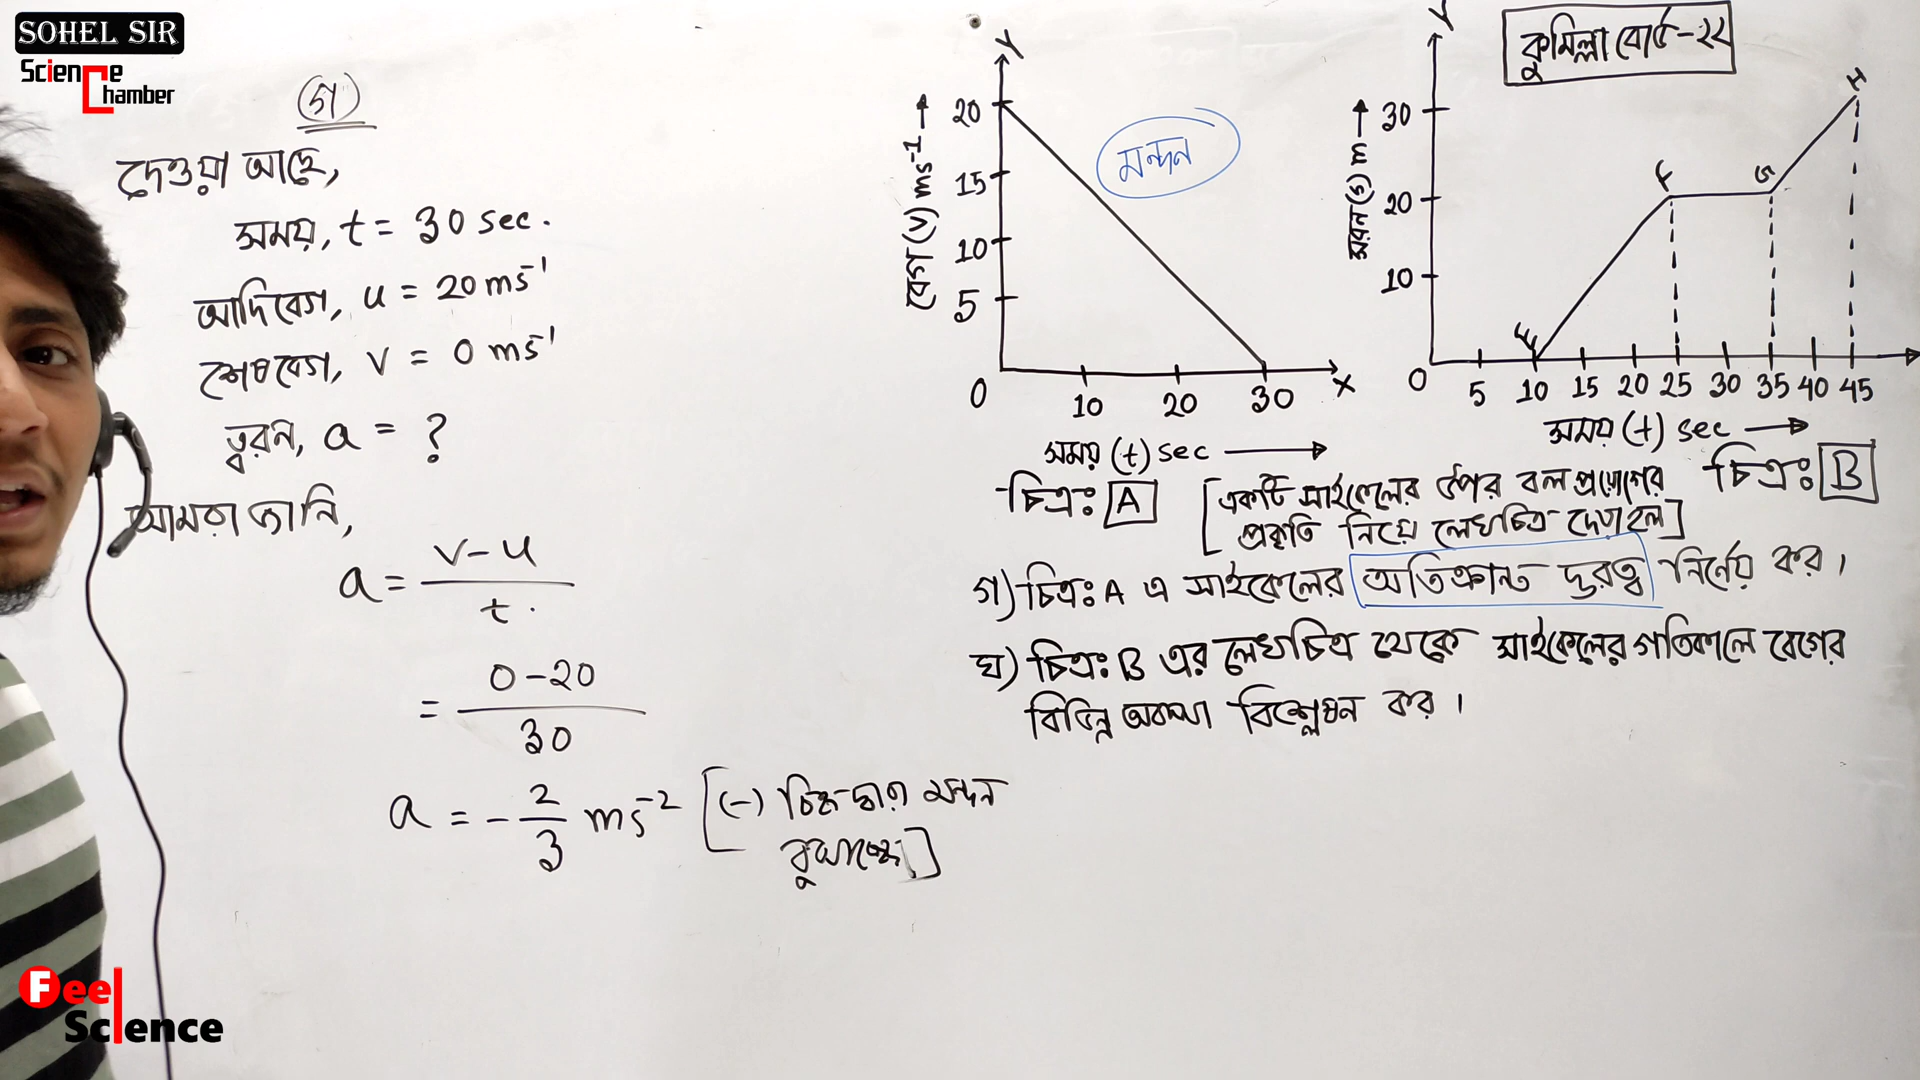 SOHEL SIR
Science
Chamber
(গ)
দেওয়া আছে,
সময়, t = 30 sec.
আদিবেগ, u = 20 ms⁻¹
শেষবেগ, v = 0 ms⁻¹
ত্বরন, a = ?
আমরা জানি,
a = v-u / t.
= 0-20 / 30
a = - 2/3 ms⁻² [(-) চিহ্ন দ্বারা মন্দন
বুঝাচ্ছে]
কুমিল্লা বোর্ড-২২
Y
বেগ (v) ms⁻¹ →
20
15
10
5
0
10 20 30 X
মন্দন
সময় (t) sec →
চিত্রঃ A
Y
সরন (s) m →
30
20
10
0
5 10 15 20 25 30 35 40 45
E F G H
সময় (t) sec →
চিত্রঃ B
[একটি সাইকেলের উপর বল প্রয়োগের
প্রকৃতি নিয়ে লেখচিত্র দেওয়া হল]
গ) চিত্রঃ A এ সাইকেলের অতিক্রান্ত দুরত্ব নির্ণেয় কর।
ঘ) চিত্রঃ B এর লেখচিত্র থেকে সাইকেলের গতিকালে বেগের
বিভিন্ন অবস্থা বিশ্লেষন কর।
Feel
Science